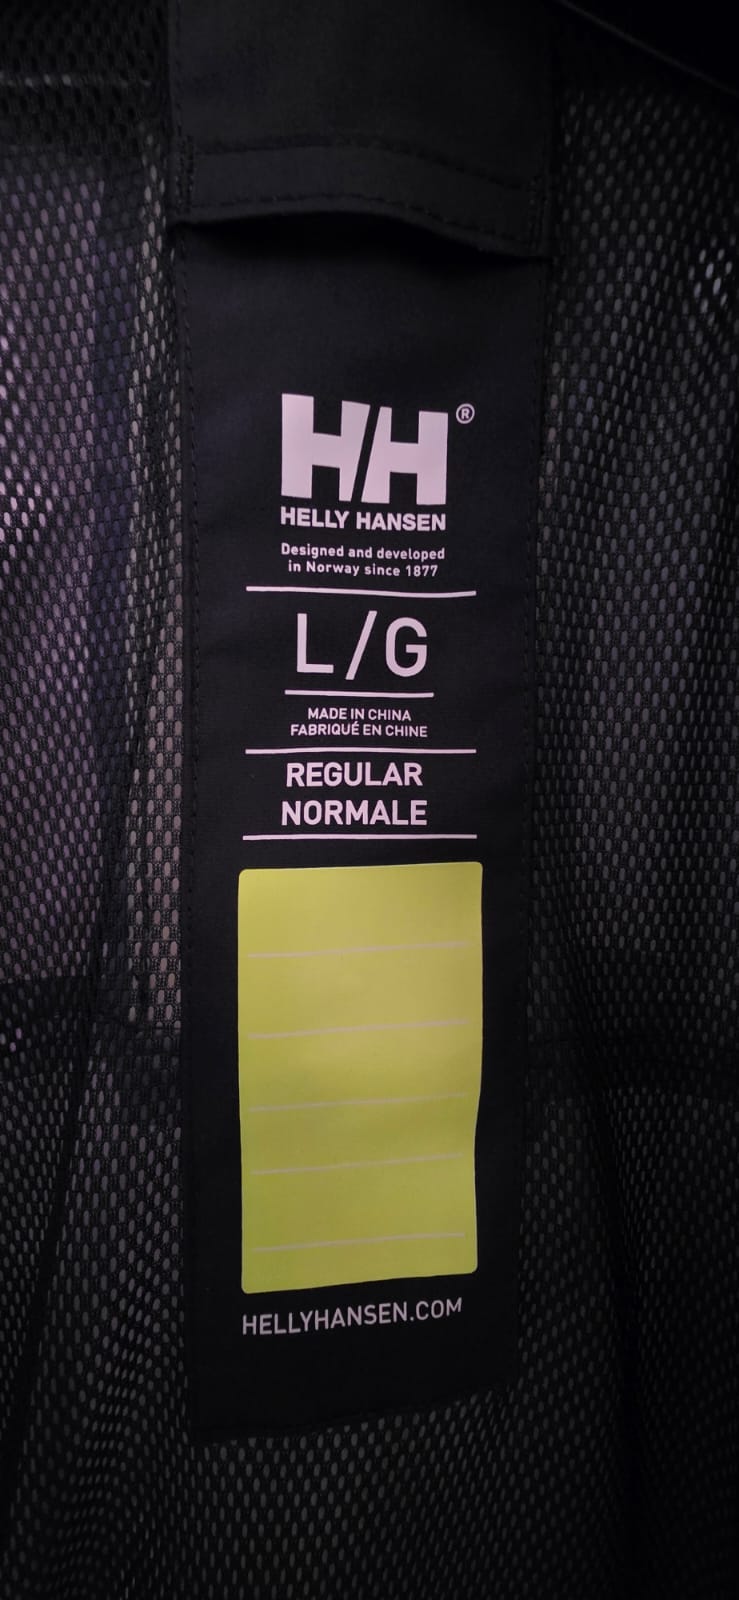 HH®
HELLY HANSEN
Designed and developed
in Norway since 1877
L/G
MADE IN CHINA
FABRIQUÉ EN CHINE
REGULAR
NORMALE
HELLYHANSEN.COM